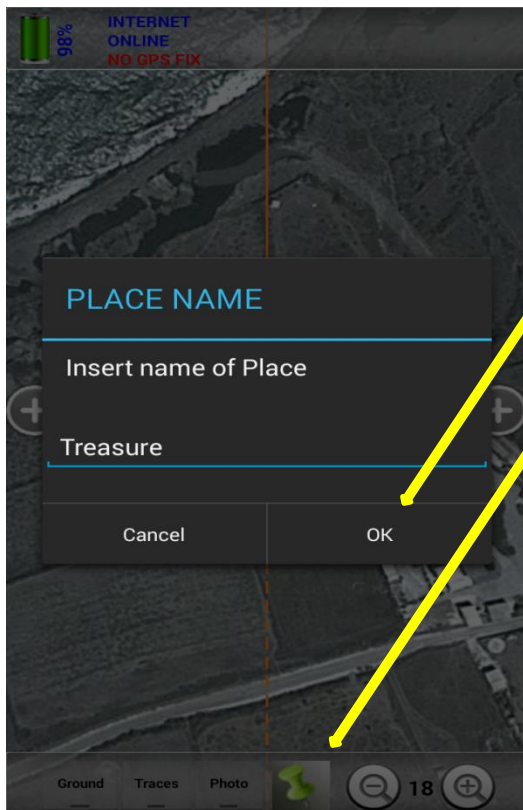 98%
INTERNET
ONLINE
NO GPS FIX
PLACE NAME
Insert name of Place
Treasure
Cancel OK
Ground Traces Photo 18